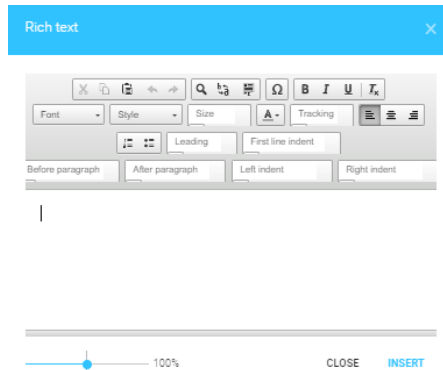 Rich text
Ω B I U Tx
Font Style Size A Tracking
Leading First line indent
Before paragraph After paragraph Left indent Right indent
100% CLOSE INSERT